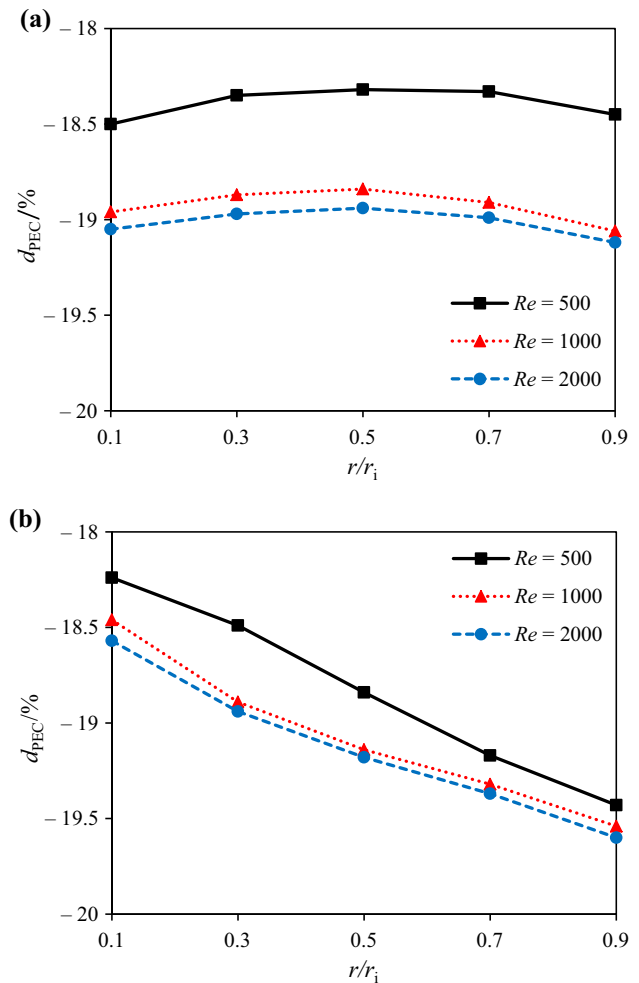 (a)
– 18
– 18.5
– 19
– 19.5
– 20
d_PEC/%
Re = 500
Re = 1000
Re = 2000
0.1 0.3 0.5 0.7 0.9
r/r_i
(b)
– 18
– 18.5
– 19
– 19.5
– 20
d_PEC/%
Re = 500
Re = 1000
Re = 2000
0.1 0.3 0.5 0.7 0.9
r/r_i